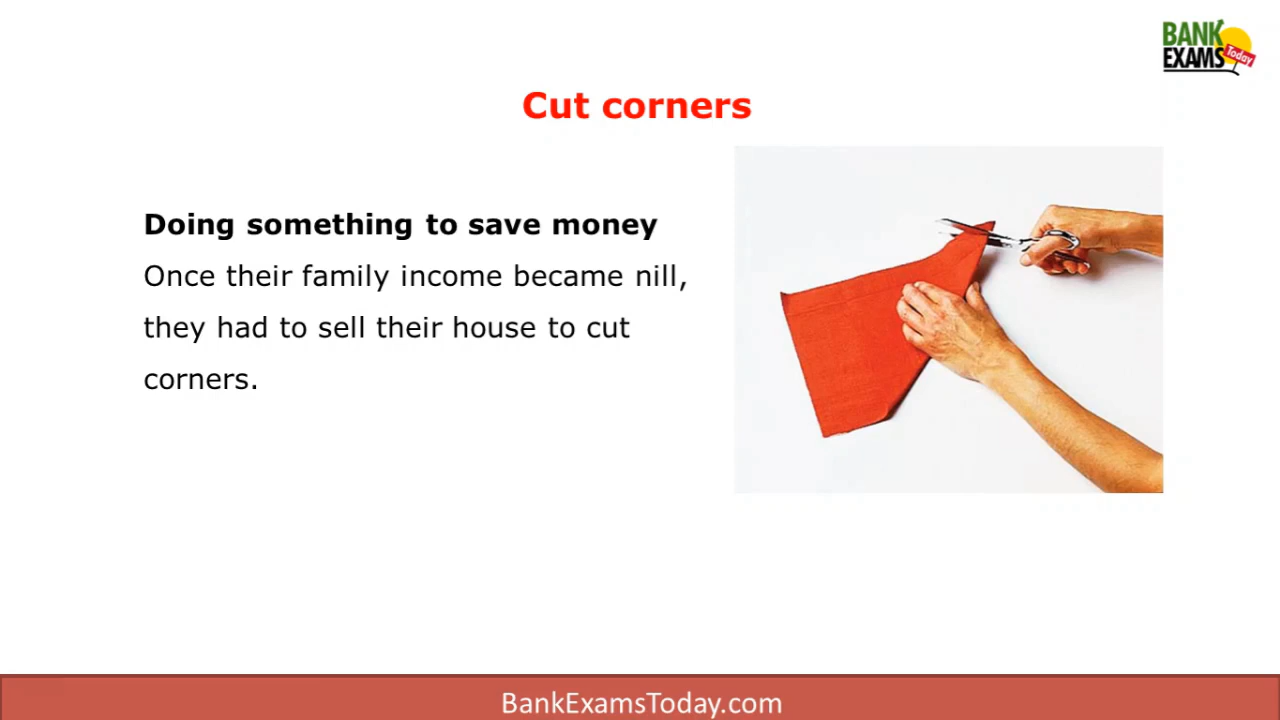 BANK
EXAMS Today
Cut corners
Doing something to save money
Once their family income became nill,
they had to sell their house to cut
corners.
BankExamsToday.com